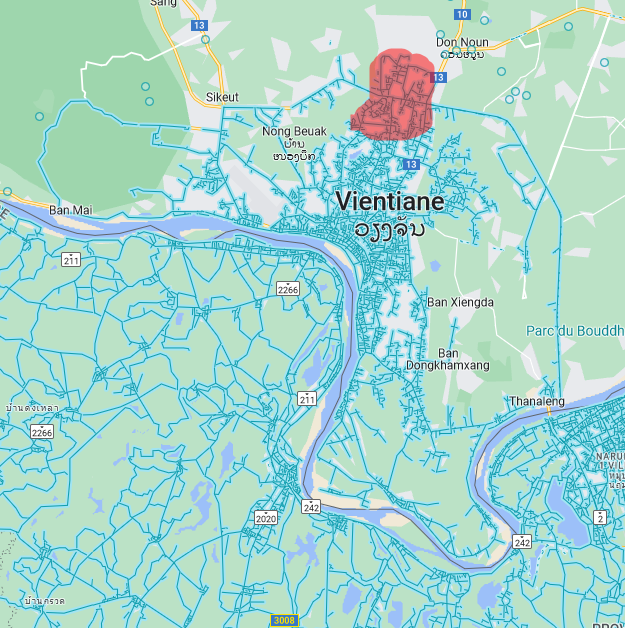 Sang
10
13
Don Noun
ດອນໜູນ
13
Sikeut
Nong Beuak
ບ້ານ
ໜອງບຶກ
13
Vientiane
ວຽງຈັນ
Ban Mai
211
2266
Ban Xiengda
Parc du Bouddh
Ban
Dongkhamxang
211
Thanaleng
2266
242
2020
2
242
3008